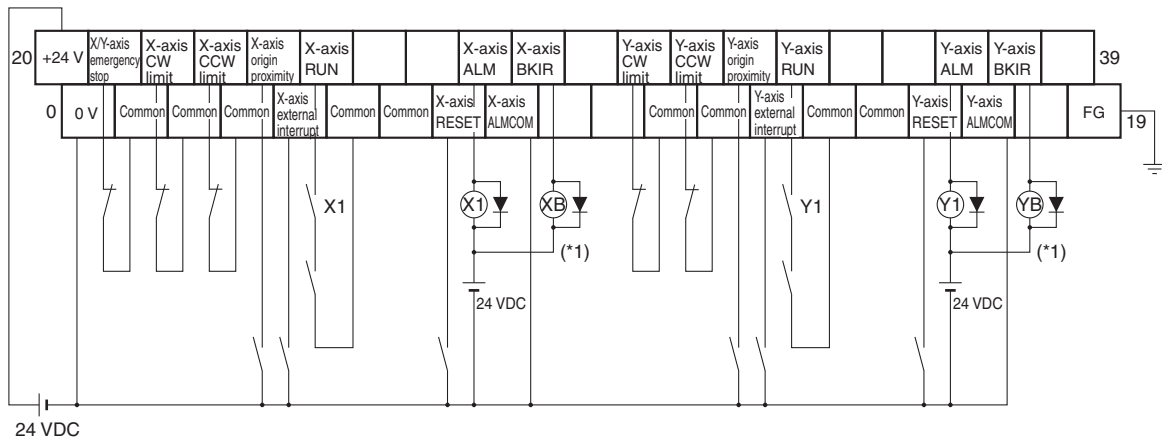 20 +24 V X/Y-axis emergency stop X-axis CW limit X-axis CCW limit X-axis origin proximity X-axis RUN X-axis ALM X-axis BKIR Y-axis CW limit Y-axis CCW limit Y-axis origin proximity Y-axis RUN Y-axis ALM Y-axis BKIR 39
0 0 V Common Common Common X-axis external interrupt Common Common X-axis RESET X-axis ALMCOM Common Common Common Y-axis external interrupt Common Common Y-axis RESET Y-axis ALMCOM FG 19
X1 X1 XB Y1 Y1 YB
(*1) (*1)
24 VDC 24 VDC
24 VDC